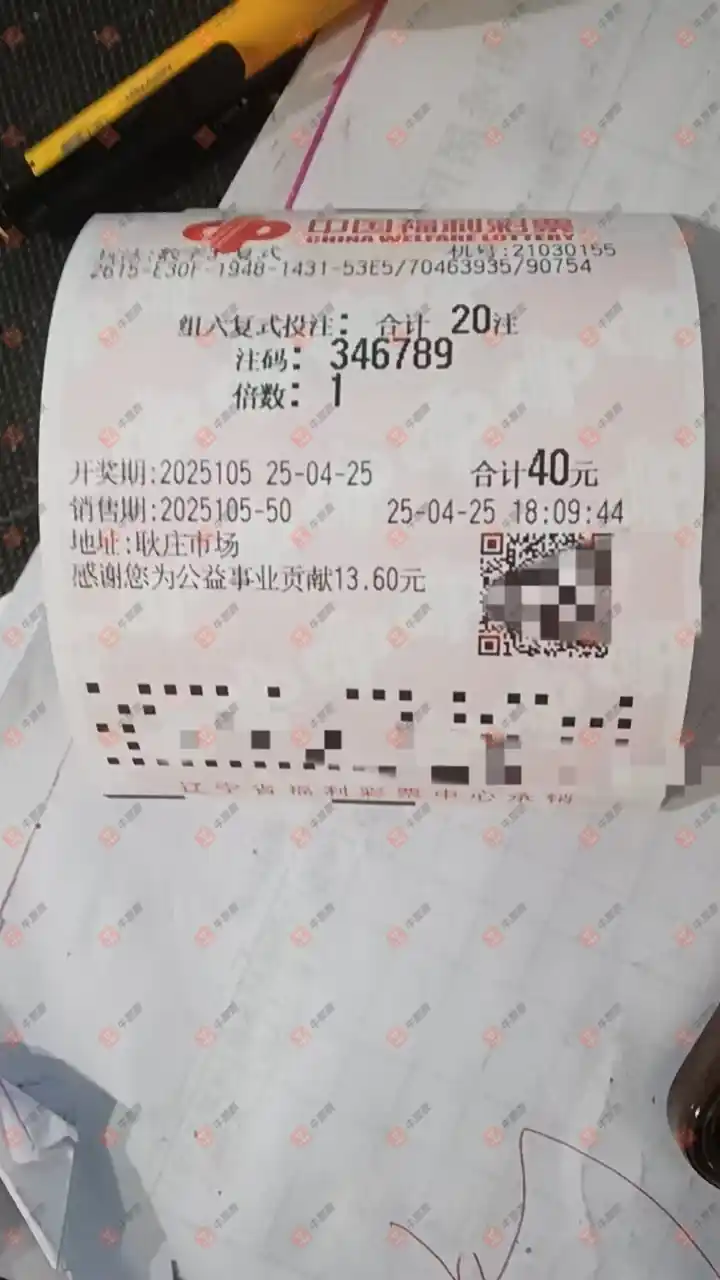 中国福利彩票
CHINA WELFARE LOTTERY
机号:21030155
2615-E30F-1948-1431-53E5/70463935/90754
组六复式投注: 合计 20注
注码: 346789
倍数: 1
开奖期:2025105 25-04-25 合计40元
销售期:2025105-50 25-04-25 18:09:44
地址:耿庄市场
感谢您为公益事业贡献13.60元
辽宁省福利彩票中心承销